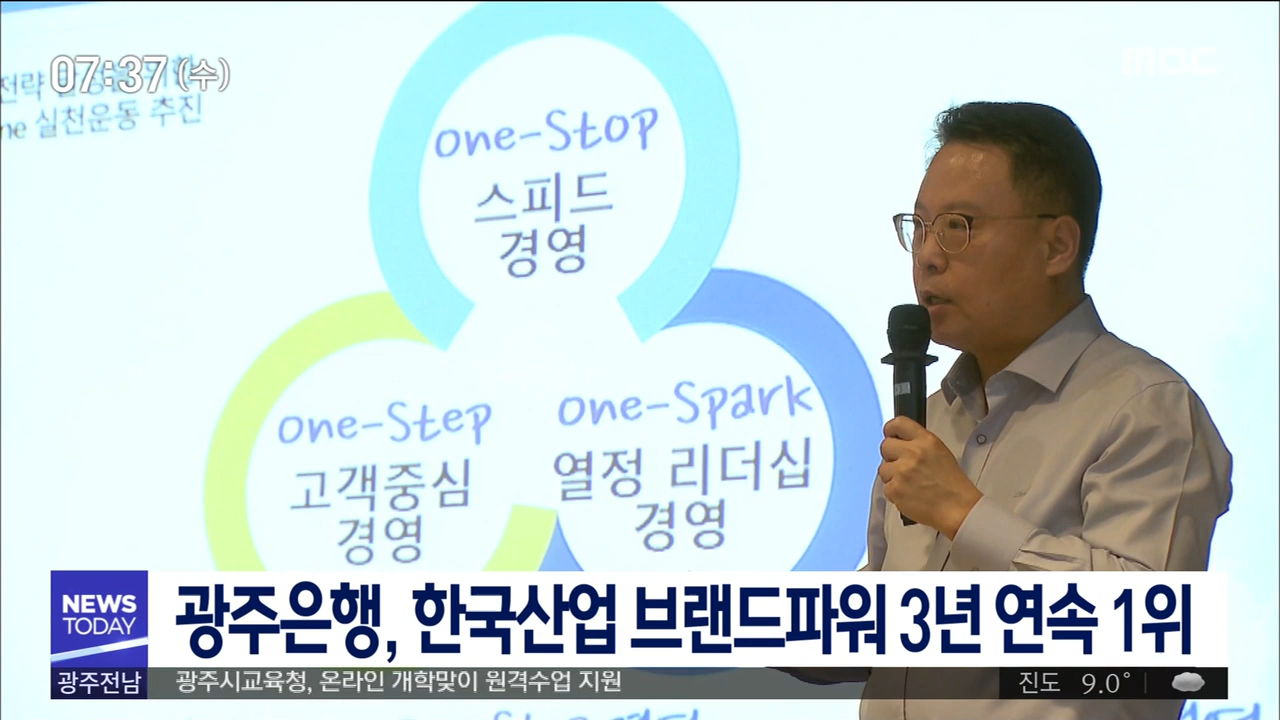 07:37 (수)
mbc
전략
ne 실천운동 추진
one-Stop
스피드
경영
one-Step
고객중심
경영
one-Spark
열정 리더십
경영
NEWS
TODAY
광주은행, 한국산업 브랜드파워 3년 연속 1위
광주전남
광주시교육청, 온라인 개학맞이 원격수업 지원
진도 9.0°